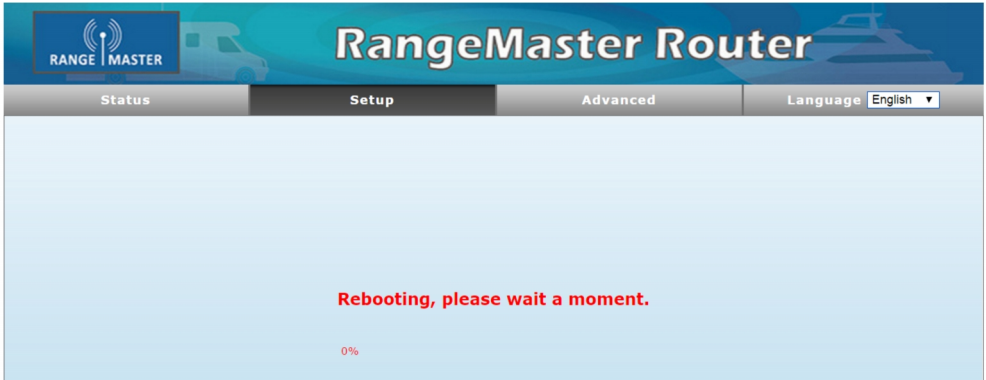 RANGE MASTER
RangeMaster Router
Status Setup Advanced Language English
Rebooting, please wait a moment.
0%